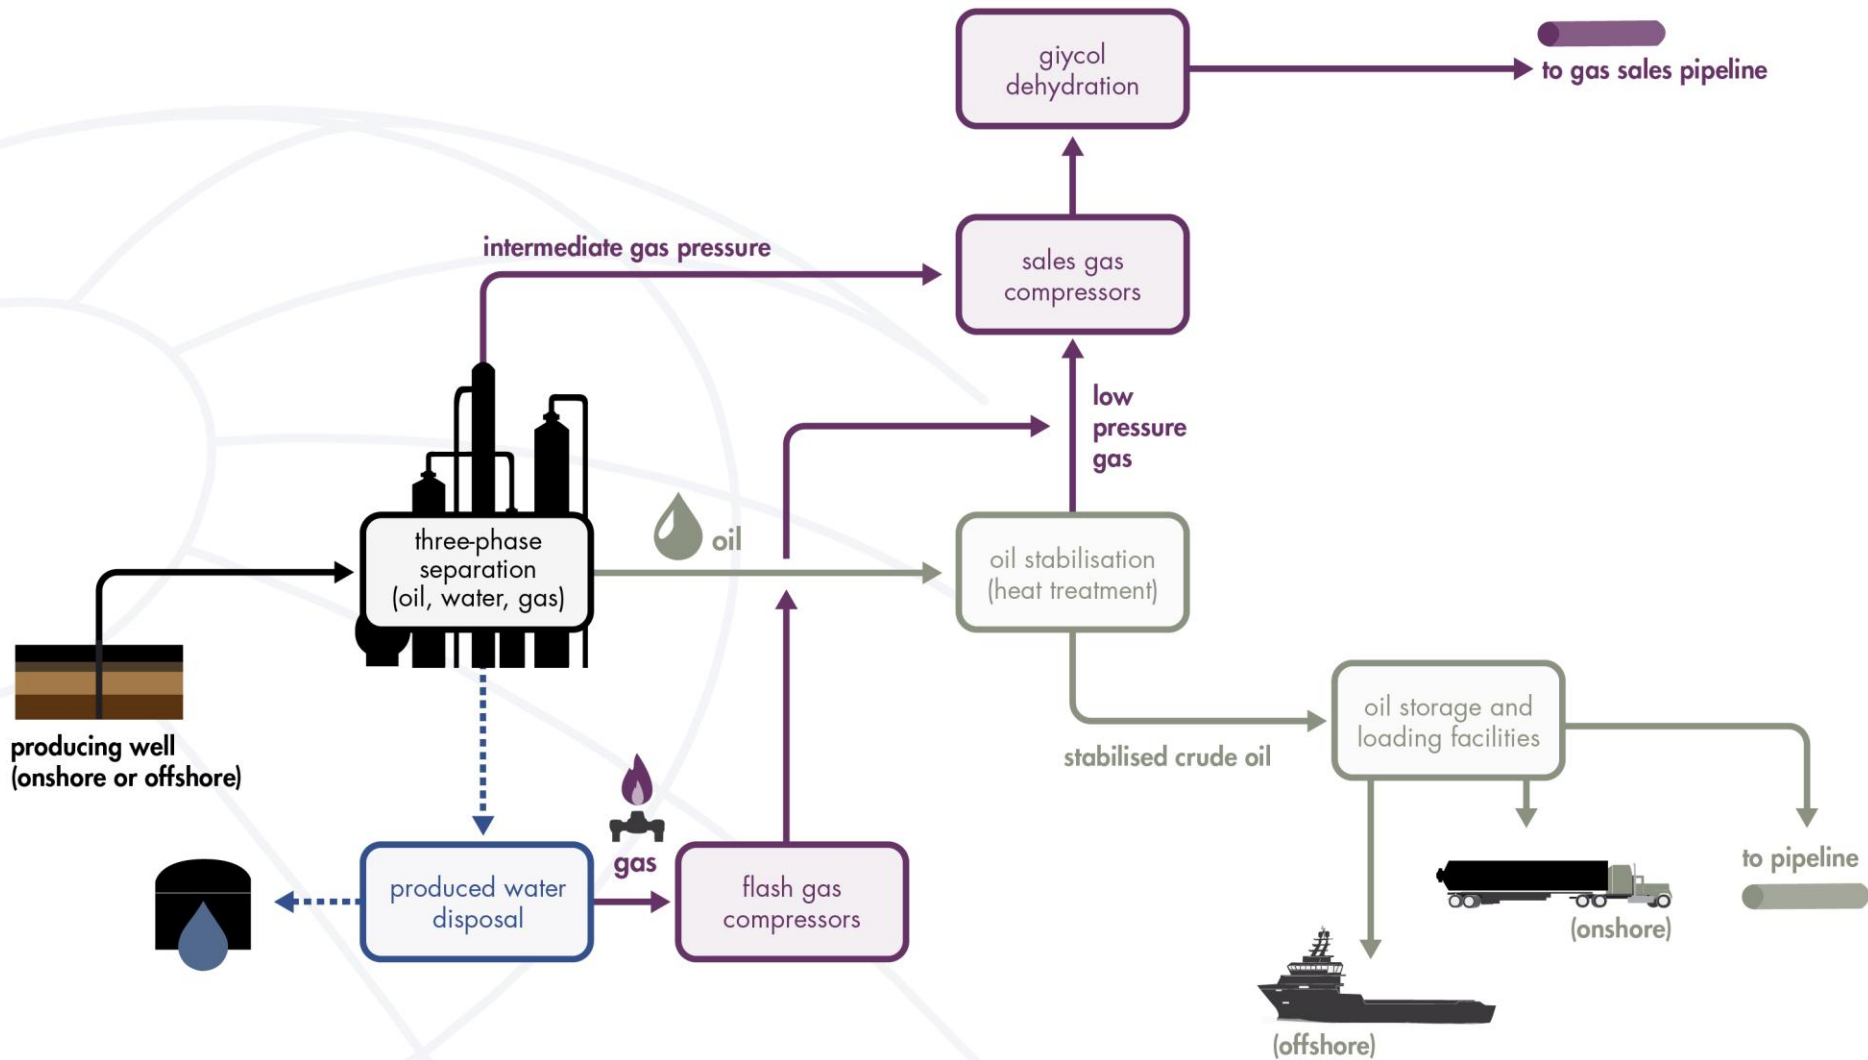 giycol
dehydration
to gas sales pipeline
intermediate gas pressure
sales gas
compressors
low
pressure
gas
three-phase
separation
(oil, water, gas)
oil
oil stabilisation
(heat treatment)
producing well
(onshore or offshore)
stabilised crude oil
oil storage and
loading facilities
gas
produced water
disposal
flash gas
compressors
to pipeline
(onshore)
(offshore)